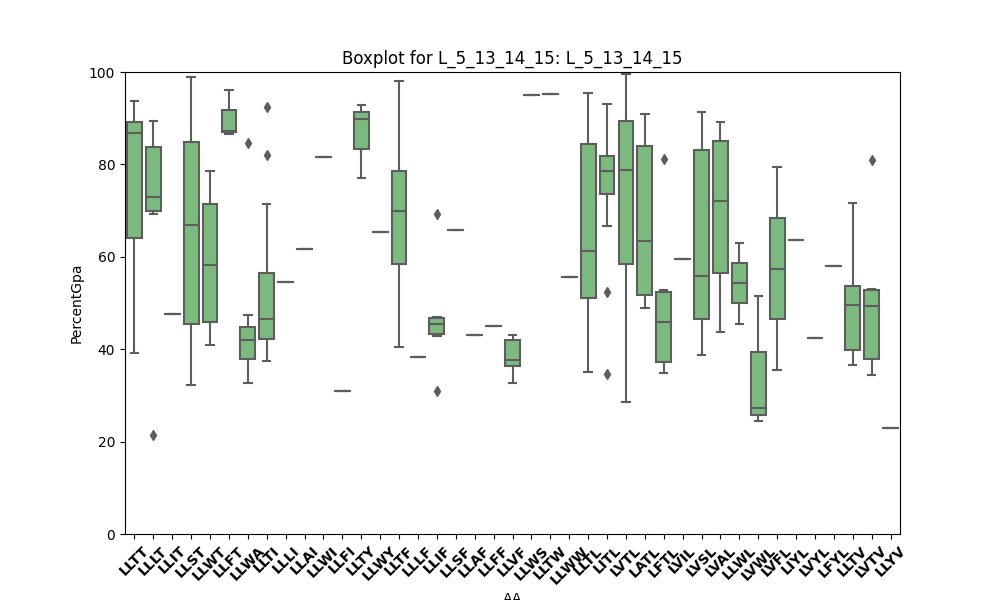 Boxplot for L_5_13_14_15: L_5_13_14_15
100
80
60
40
20
0
PercentGpa
LLTT LLLT LLIT LLST LLWT LLFT LLWA LLTI LLLI LLAI LLWI LLFI LLTY LLWY LLTF LLLF LLIF LLSF LLAF LLFF LLVF LLWS LLTW LLWW LLTL LITL LVTL LATL LFTL LVIL LVSL LVAL LLWL LVWL LVFL LIYL LVYL LFYL LLTV LVTV LLYV
AA